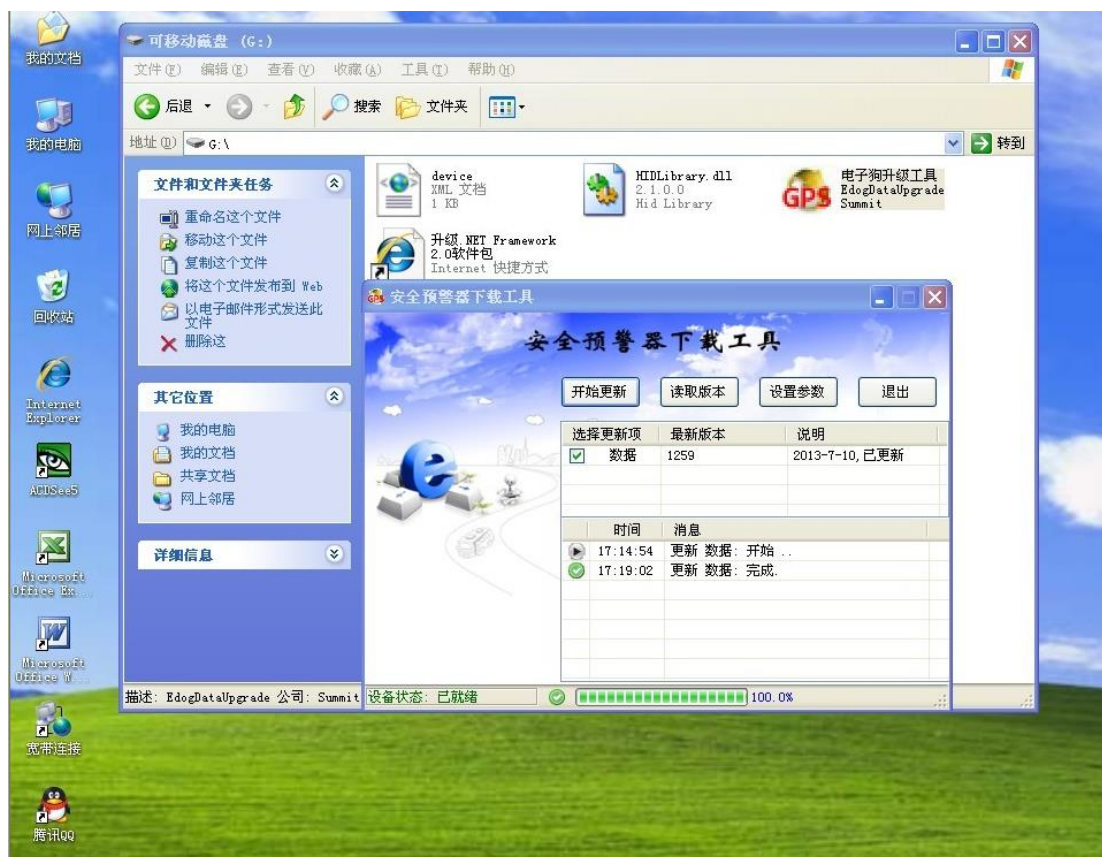 我的文档
我的电脑
网上邻居
回收站
Internet
Explorer
ACDSee5
Microsoft
Office Ex...
Microsoft
Office W...
宽带连接
腾讯QQ
可移动磁盘 (G:)
文件(F) 编辑(E) 查看(V) 收藏(A) 工具(T) 帮助(H)
后退 搜索 文件夹
地址(D) G:\ 转到
文件和文件夹任务
重命名这个文件
移动这个文件
复制这个文件
将这个文件发布到 Web
以电子邮件形式发送此
文件
删除这
其它位置
我的电脑
我的文档
共享文档
网上邻居
详细信息
device
XML 文档
1 KB
HIDLibrary.dll
2.1.0.0
Hid Library
GPS
电子狗升级工具
EdogDataUpgrade
Summit
升级.NET Framework
2.0软件包
Internet 快捷方式
GPS 安全预警器下载工具
安全预警器下载工具
开始更新 读取版本 设置参数 退出
选择更新项 最新版本 说明
数据 1259 2013-7-10,已更新
时间 消息
17:14:54 更新 数据: 开始 ..
17:19:02 更新 数据: 完成.
描述: EdogDataUpgrade 公司: Summit
设备状态: 已就绪 100.0%